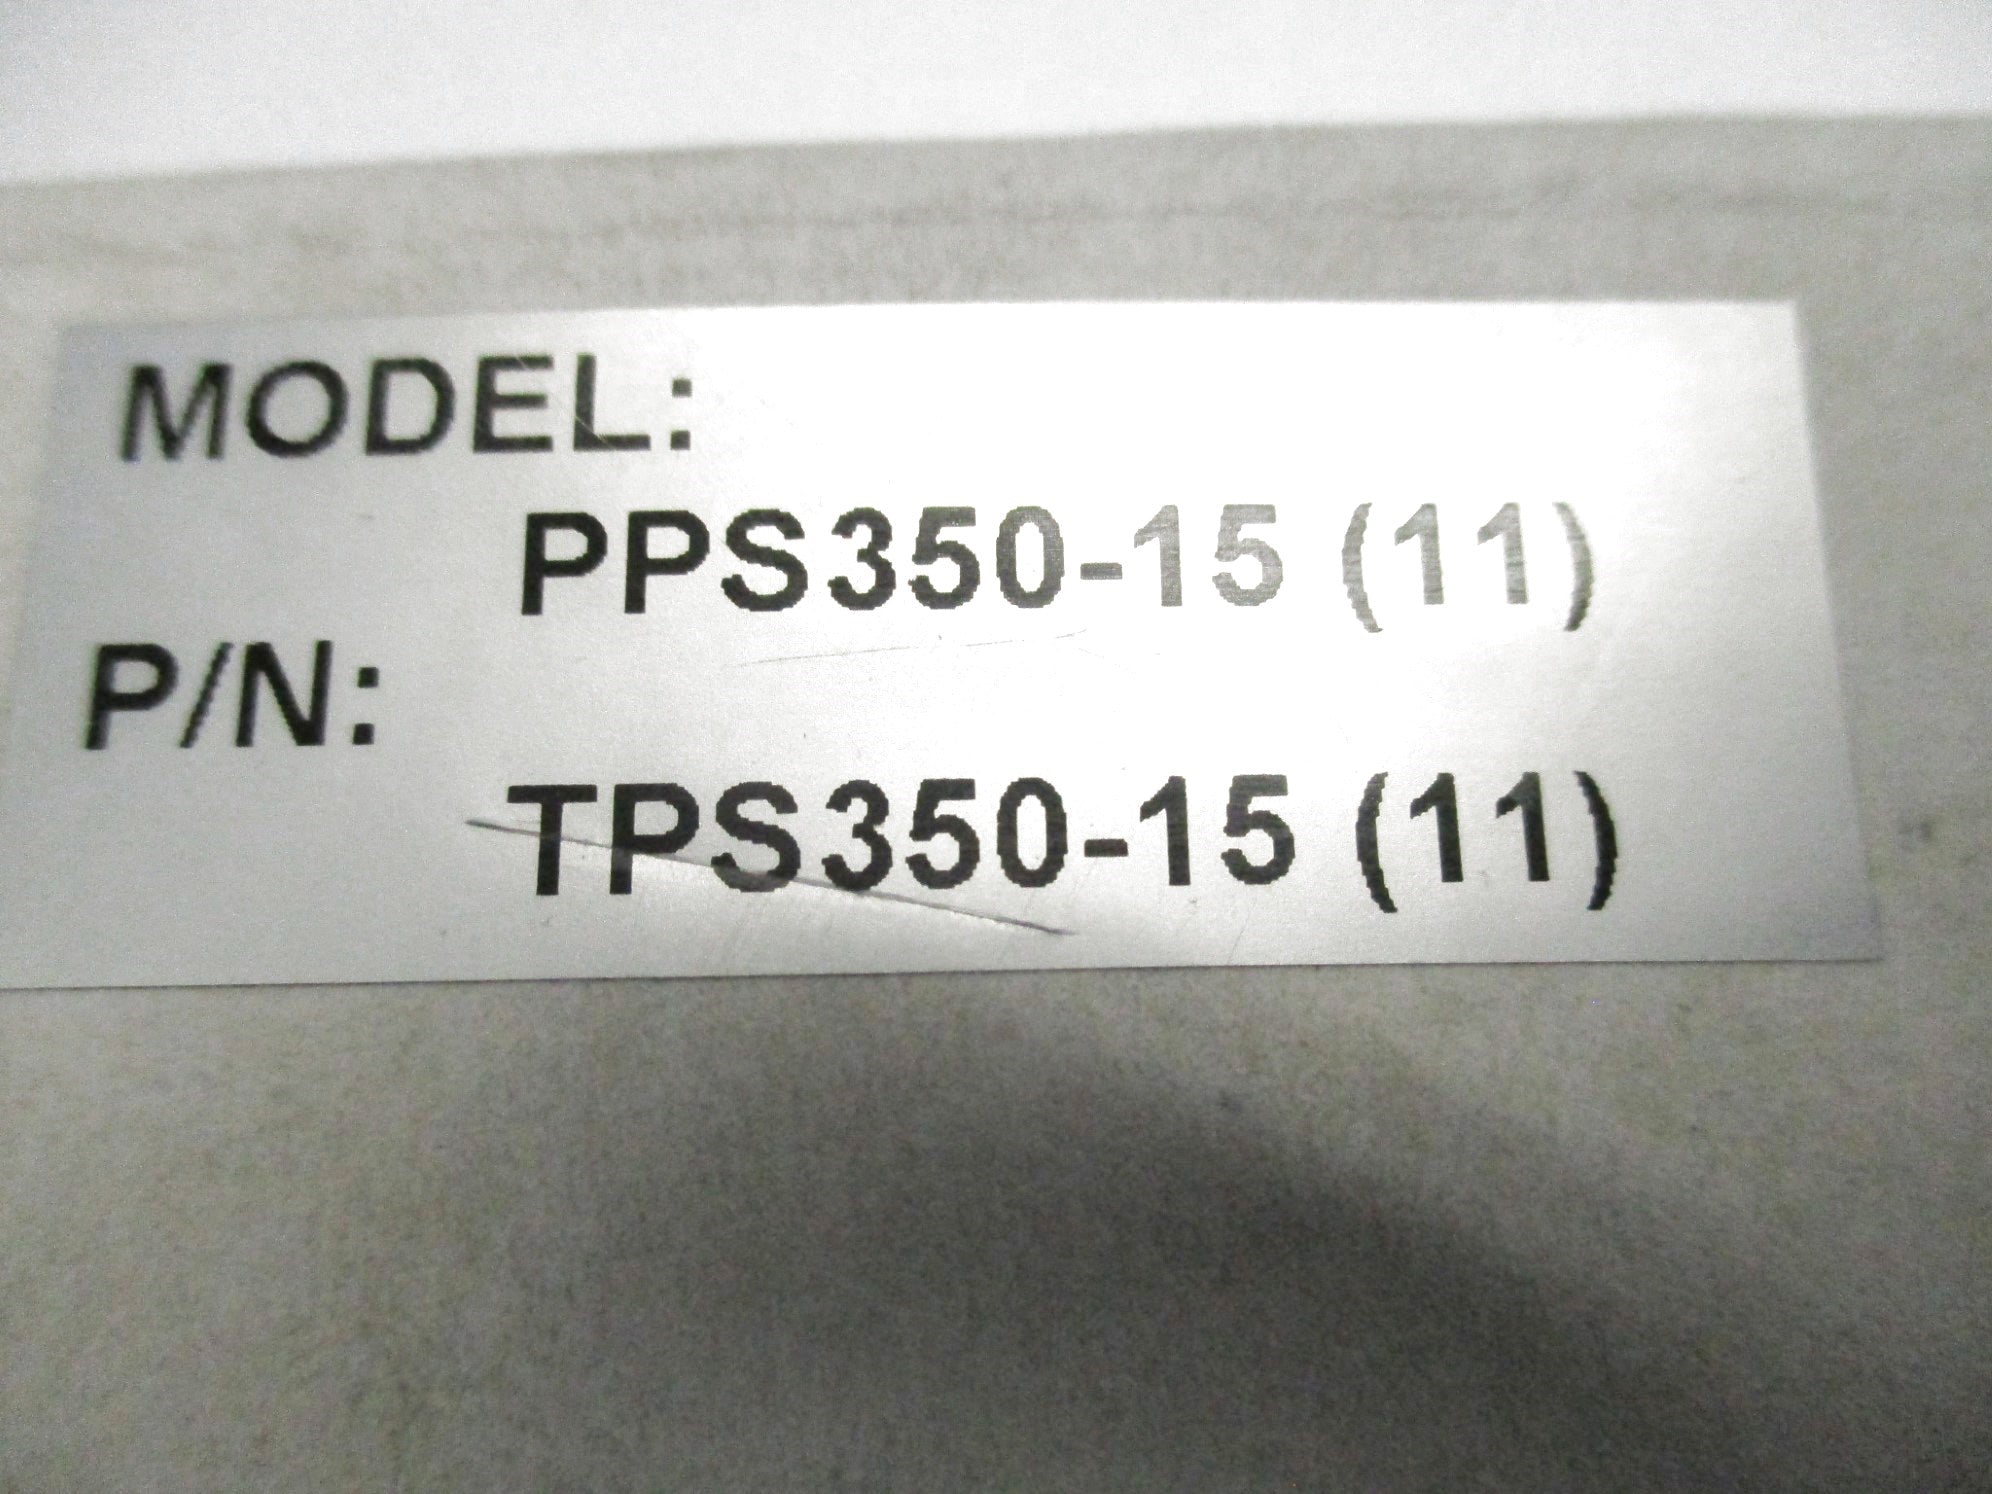 MODEL:
PPS350-15 (11)
P/N:
TPS350-15 (11)